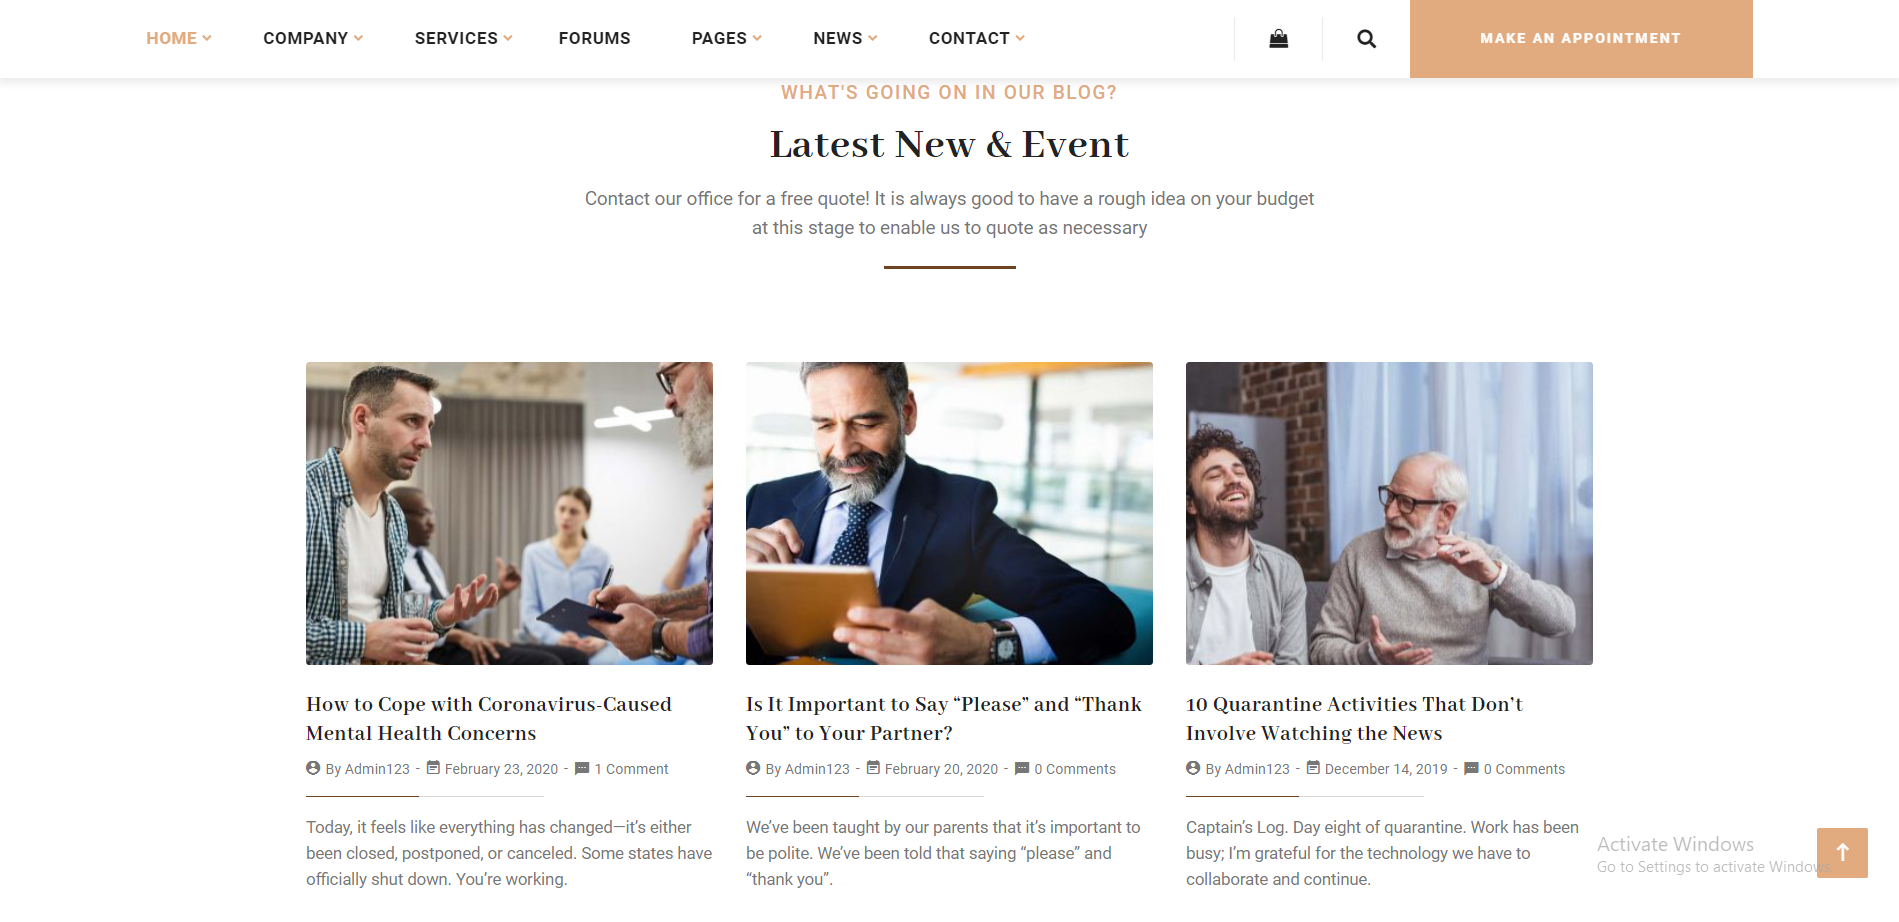 HOME COMPANY SERVICES FORUMS PAGES NEWS CONTACT MAKE AN APPOINTMENT
WHAT'S GOING ON IN OUR BLOG?
Latest New & Event
Contact our office for a free quote! It is always good to have a rough idea on your budget
at this stage to enable us to quote as necessary
How to Cope with Coronavirus-Caused
Mental Health Concerns
By Admin123 - February 23, 2020 - 1 Comment
Today, it feels like everything has changed—it’s either
been closed, postponed, or canceled. Some states have
officially shut down. You’re working.
Is It Important to Say “Please” and “Thank
You” to Your Partner?
By Admin123 - February 20, 2020 - 0 Comments
We’ve been taught by our parents that it’s important to
be polite. We’ve been told that saying “please” and
“thank you”.
10 Quarantine Activities That Don’t
Involve Watching the News
By Admin123 - December 14, 2019 - 0 Comments
Captain’s Log. Day eight of quarantine. Work has been
busy; I’m grateful for the technology we have to
collaborate and continue.
Activate Windows
Go to Settings to activate Windows.